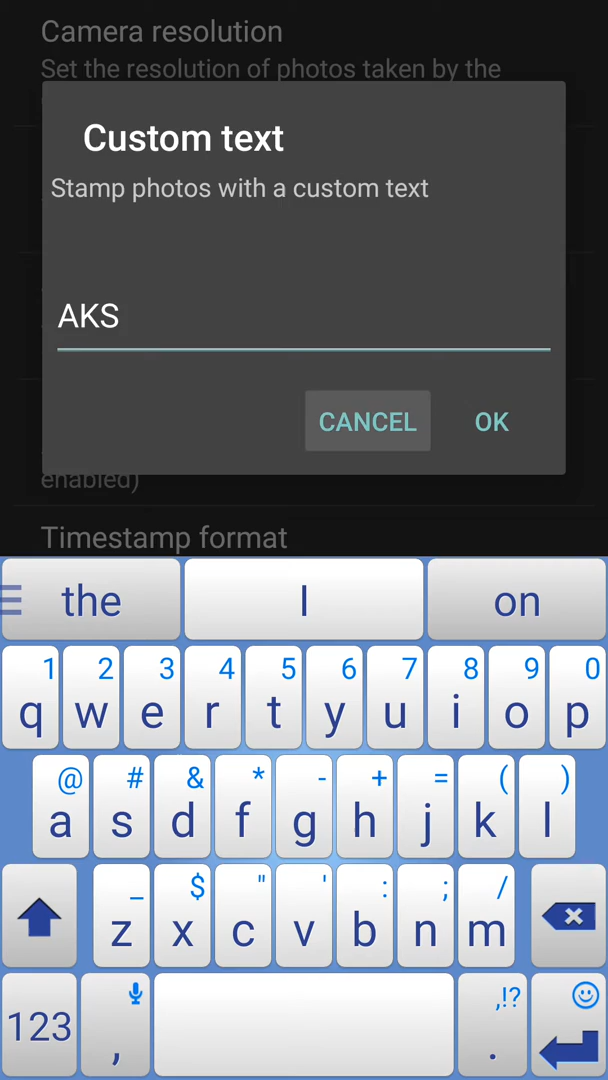 Camera resolution
Set the resolution of photos taken by the
Custom text
Stamp photos with a custom text
AKS
CANCEL OK
enabled)
Timestamp format
the I on
1 2 3 4 5 6 7 8 9 0
q w e r t y u i o p
@ # & * - + = ( )
a s d f g h j k l
_ $ " ' : ; /
z x c v b n m
,!?
123 , .